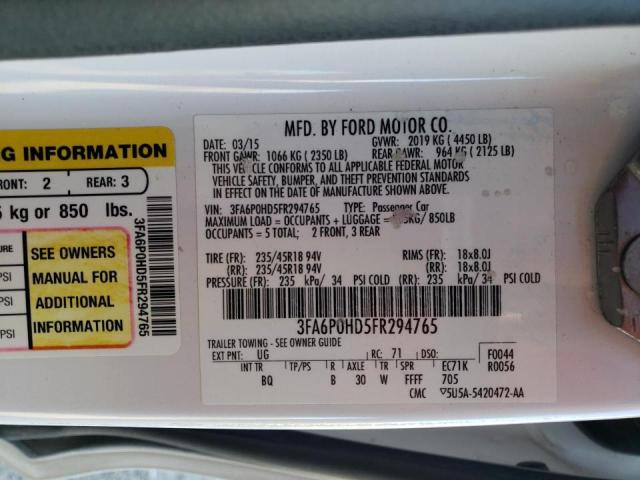 G INFORMATION
FRONT: 2 REAR: 3
5 kg or 850 lbs.
SURE
PSI
PSI
PSI
SEE OWNERS
MANUAL FOR
ADDITIONAL
INFORMATION
3FA6P0HD5FR294765
MFD. BY FORD MOTOR CO.
03/15 GVWR: 2019 KG ( 4450 LB)
FRONT GAWR: 1066 KG ( 2350 LB) REAR GAWR: 964 KG ( 2125 LB)
THIS VEHICLE CONFORMS TO ALL APPLICABLE FEDERAL MOTOR
VEHICLE SAFETY, BUMPER, AND THEFT PREVENTION STANDARDS
IN EFFECT ON THE DATE OF MANUFACTURE SHOWN ABOVE.
VIN: 3FA6P0HD5FR294765 TYPE: Passenger Car
MAXIMUM LOAD = OCCUPANTS + LUGGAGE = KG/ 850LB
OCCUPANTS = 5 TOTAL; 2 FRONT, 3 REAR
TIRE (FR): 235/45R18 94V RIMS (FR): 18x8.0J
(RR): 235/45R18 94V (RR): 18x8.0J
PRESSURE (FR): 235 kPa/ 34 PSI COLD (RR): 235 kPa/ 34 PSI COLD
3FA6P0HD5FR294765
TRAILER TOWING - SEE OWNER GUIDE
EXT PNT: UG RC: 71 DSO: F0044
INT TR TP/PS R AXLE TR SPR EC71K R0056
BQ B 30 W FFFF 705
CMC ▽5U5A-5420472-AA